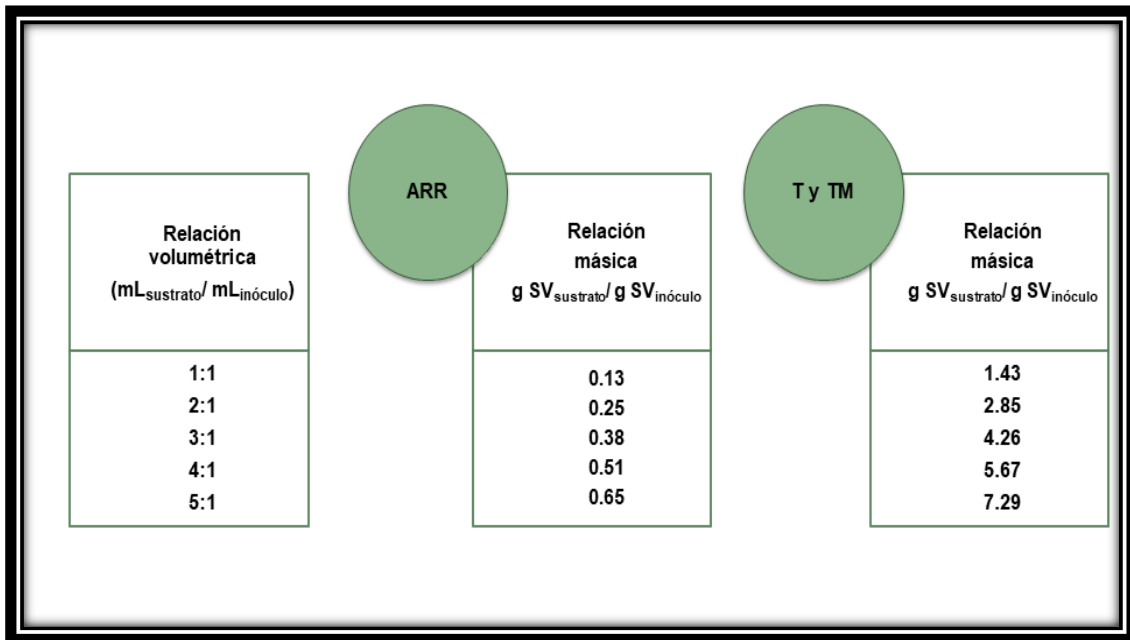 Relación
volumétrica
(mLsustrato/ mLinóculo)
1:1
2:1
3:1
4:1
5:1
ARR
Relación
másica
g SVsustrato/ g SVinóculo
0.13
0.25
0.38
0.51
0.65
T y TM
Relación
másica
g SVsustrato/ g SVinóculo
1.43
2.85
4.26
5.67
7.29